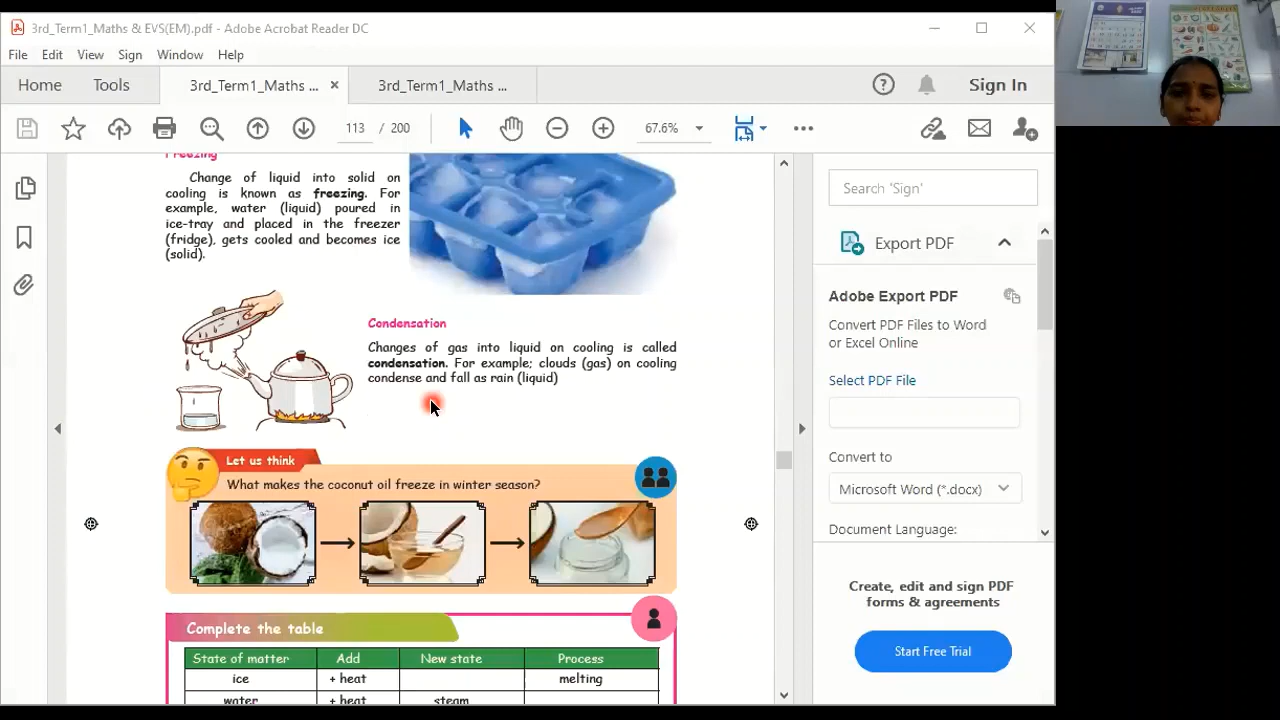 3rd_Term1_Maths & EVS(EM).pdf - Adobe Acrobat Reader DC
File Edit View Window Sign Help
Home Tools 3rd_Term1_Maths ... × 3rd_Term1_Maths ... Sign In
113 / 200 67.6%
Freezing
Change of liquid into solid on
cooling is known as freezing. For
example, water (liquid) poured in
ice-tray and placed in the freezer
(fridge), gets cooled and becomes ice
(solid).
Condensation
Changes of gas into liquid on cooling is called
condensation. For example; clouds (gas) on cooling
condense and fall as rain (liquid)
Let us think
What makes the coconut oil freeze in winter season?
Complete the table
State of matter Add New state Process
ice + heat melting
water + heat steam
Search 'Sign'
Export PDF
Adobe Export PDF
Convert PDF Files to Word
or Excel Online
Select PDF File
Convert to
Microsoft Word (*.docx)
Document Language:
Create, edit and sign PDF
forms & agreements
Start Free Trial